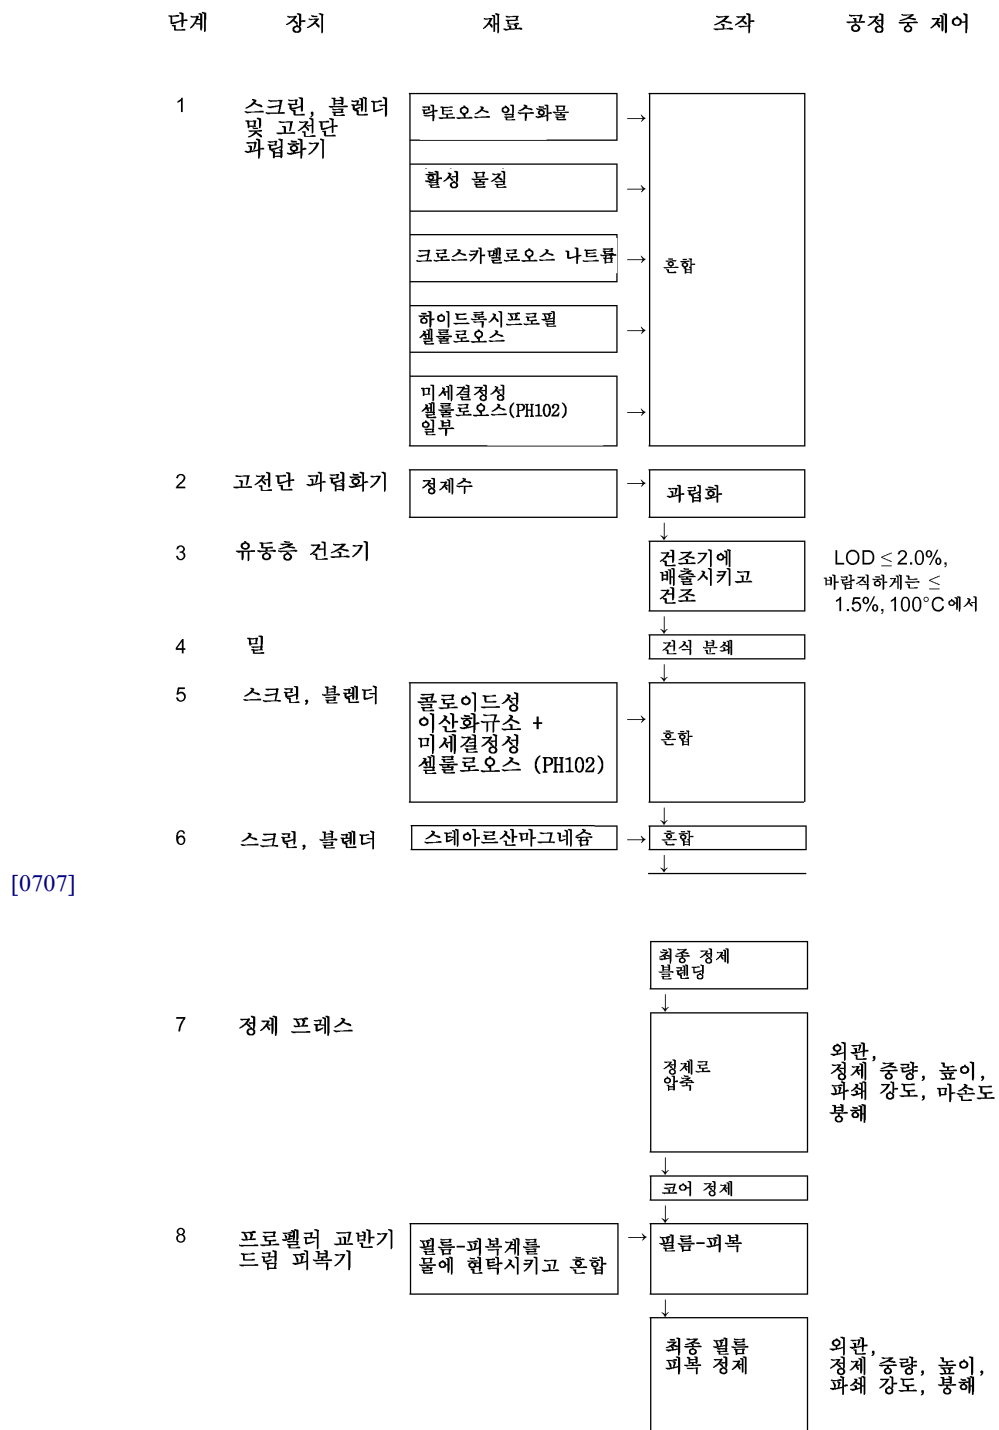 단계 장치 재료 조작 공정 중 제어
1 스크린, 블렌더
및 고전단
과립화기
락토오스 일수화물 →
활성 물질 →
크로스카멜로오스 나트륨 →
혼합
하이드록시프로필
셀룰로오스 →
미세결정성
셀룰로오스(PH102)
일부 →
2 고전단 과립화기 정제수 → 과립화
↓
3 유동층 건조기
건조기에
배출시키고
건조
LOD ≤ 2.0%,
바람직하게는 ≤
1.5%, 100°C에서
↓
4 밀 건식 분쇄
↓
5 스크린, 블렌더
콜로이드성
이산화규소 +
미세결정성
셀룰로오스 (PH102)
→
혼합
↓
6 스크린, 블렌더 스테아르산마그네슘 → 혼합
↓
[0707]
최종 정제
블렌딩
↓
7 정제 프레스
정제로
압축
외관,
정제 중량, 높이,
파쇄 강도, 마손도
붕해
↓
코어 정제
↓
8 프로펠러 교반기
드럼 피복기
필름-피복계를
물에 현탁시키고 혼합
→ 필름-피복
↓
최종 필름
피복 정제
외관,
정제 중량, 높이,
파쇄 강도, 붕해